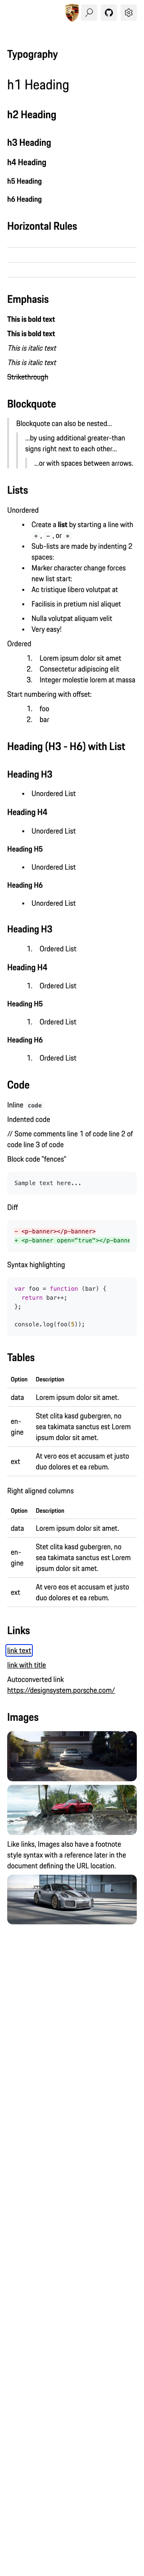 Typography
h1 Heading
h2 Heading
h3 Heading
h4 Heading
h5 Heading
h6 Heading
Horizontal Rules
Emphasis
This is bold text
This is bold text
This is italic text
This is italic text
Strikethrough
Blockquote
Blockquote can also be nested...
...by using additional greater-than
signs right next to each other...
...or with spaces between arrows.
Lists
Unordered
• Create a list by starting a line with
+ , - , or *
• Sub-lists are made by indenting 2
spaces:
• Marker character change forces
new list start:
• Ac tristique libero volutpat at
• Facilisis in pretium nisl aliquet
• Nulla volutpat aliquam velit
• Very easy!
Ordered
1. Lorem ipsum dolor sit amet
2. Consectetur adipiscing elit
3. Integer molestie lorem at massa
Start numbering with offset:
1. foo
2. bar
Heading (H3 - H6) with List
Heading H3
• Unordered List
Heading H4
• Unordered List
Heading H5
• Unordered List
Heading H6
• Unordered List
Heading H3
1. Ordered List
Heading H4
1. Ordered List
Heading H5
1. Ordered List
Heading H6
1. Ordered List
Code
Inline code
Indented code
// Some comments line 1 of code line 2 of
code line 3 of code
Block code "fences"
Sample text here...
Diff
- <p-banner></p-banner>
+ <p-banner open="true"></p-banne
Syntax highlighting
var foo = function (bar) {
return bar++;
};
console.log(foo(5));
Tables
Option Description
data Lorem ipsum dolor sit amet.
en-
gine
Stet clita kasd gubergren, no
sea takimata sanctus est Lorem
ipsum dolor sit amet.
ext
At vero eos et accusam et justo
duo dolores et ea rebum.
Right aligned columns
Option Description
data Lorem ipsum dolor sit amet.
en-
gine
Stet clita kasd gubergren, no
sea takimata sanctus est Lorem
ipsum dolor sit amet.
ext
At vero eos et accusam et justo
duo dolores et ea rebum.
Links
link text
link with title
Autoconverted link
https://designsystem.porsche.com/
Images
Like links, Images also have a footnote
style syntax with a reference later in the
document defining the URL location.